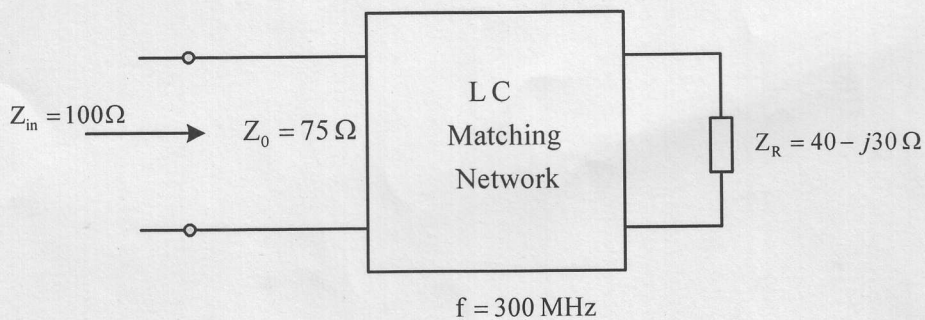 Z_in = 100Ω
Z_0 = 75 Ω
L C
Matching
Network
Z_R = 40 − j30 Ω
f = 300 MHz